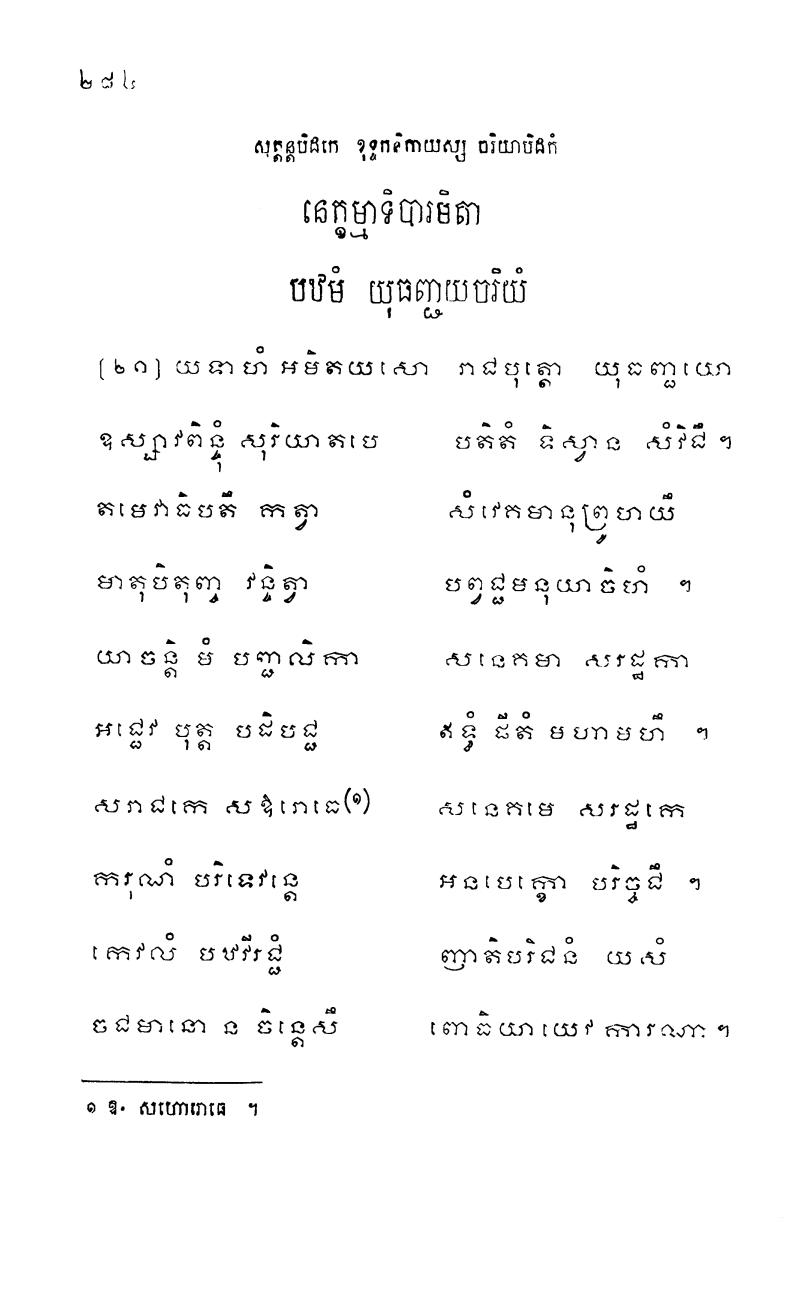 ២៨៤
សុត្តន្តបិដកេ ខុទ្ទកនិកាយស្ស ចរិយាបិដកំ
នេក្ខម្មាទិបារមិតា
បឋមំ យុធញ្ជយចរិយំ
(២១) យទាហំ អមិតយសោ រាជបុត្តោ យុធញ្ជយោ
ឧស្សាវពិន្ទុំ សុរិយាតបេ បតិតំ ទិស្វាន សំវិជឹ ។
តមេវាធិបតឹ កត្វា សំវេគមានុព្រូហយឹ
មាតុបិតុញ្ច វន្ទិត្វា បព្វជ្ជមនុយាចិហំ ។
យាចន្តិ មំ បញ្ជលិកា សនេគមា សរដ្ឋកា
អជ្ជេវ បុត្ត បដិបជ្ជ ឥទ្ធំ ផីតំ មហាមហឹ ។
សរាជកេ សឱរោធេ(១) សនេគមេ សរដ្ឋកេ
ករុណំ បរិទេវន្តេ អនបេក្ខោ បរិច្ចជឹ ។
កេវលំ បឋវីរជ្ជំ ញាតិបរិជនំ យសំ
ចជមានោ ន ចិន្តេសឹ ពោធិយាយេវ ការណា ។
១ ឱ. សហោរោធេ ។